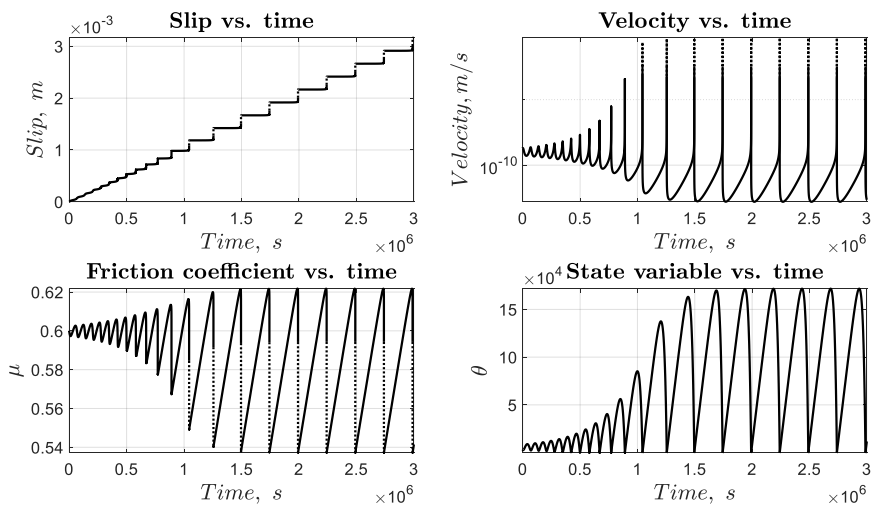 Slip vs. time
×10⁻³
3
2
1
0
Slip, m
0 0.5 1 1.5 2 2.5 3
Time, s
×10⁶
Velocity vs. time
Velocity, m/s
10⁻¹⁰
0 0.5 1 1.5 2 2.5 3
Time, s
×10⁶
Friction coefficient vs. time
0.62
0.6
0.58
0.56
0.54
μ
0 0.5 1 1.5 2 2.5 3
Time, s
×10⁶
×10⁴ State variable vs. time
15
10
5
θ
0 0.5 1 1.5 2 2.5 3
Time, s
×10⁶